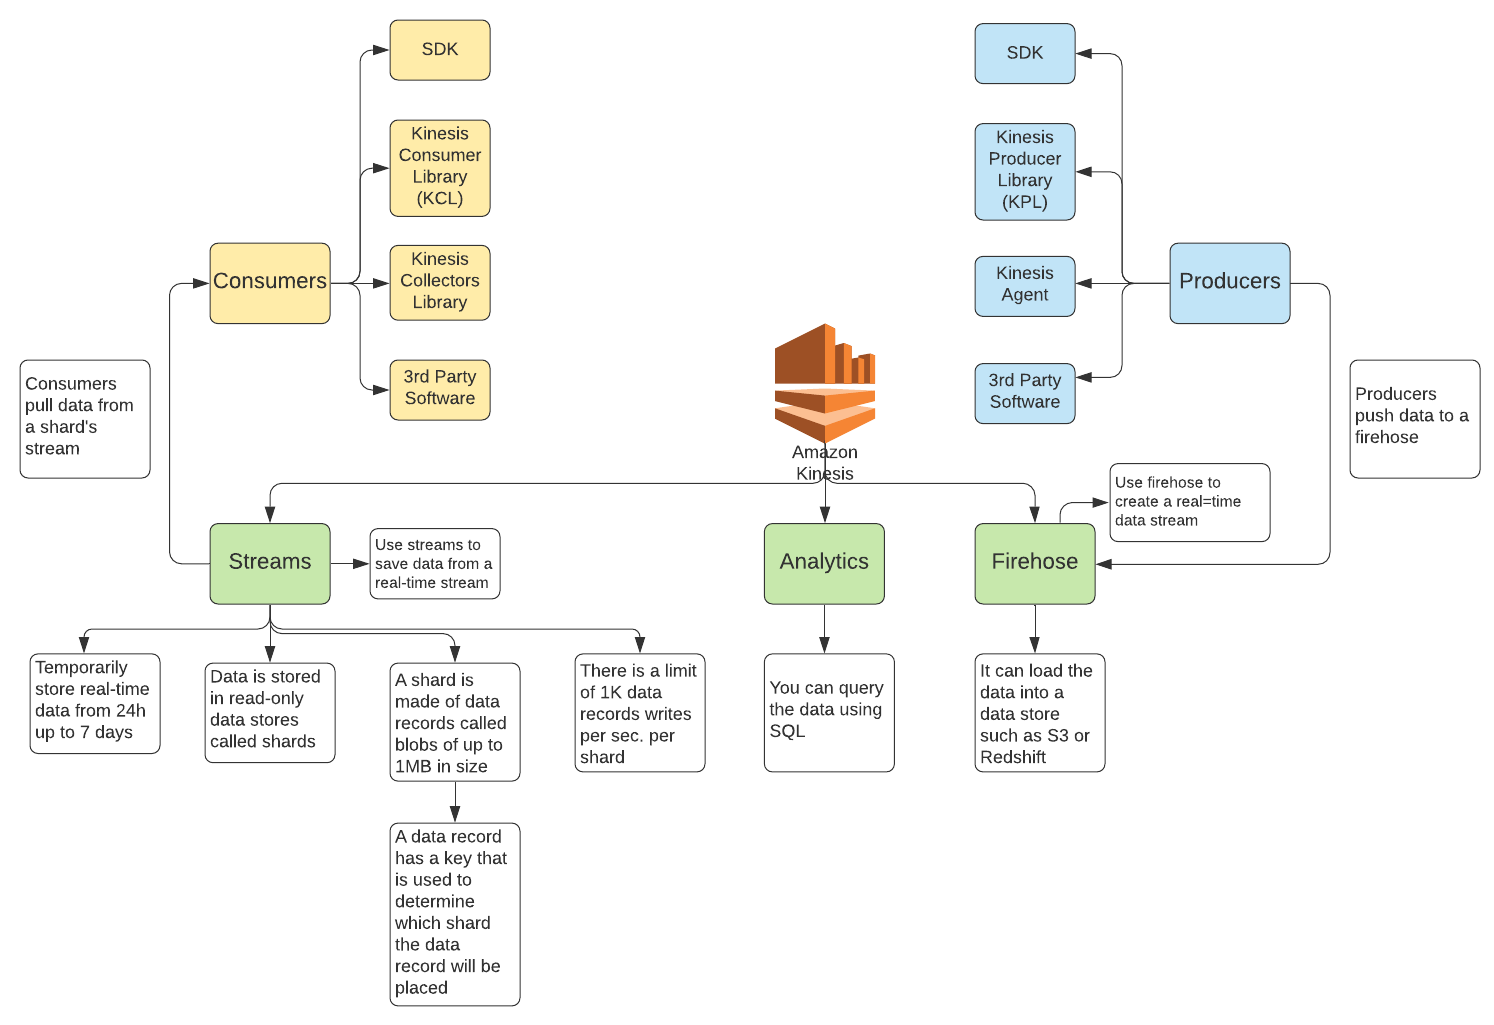 SDK
Kinesis
Consumer
Library
(KCL)
Consumers
Kinesis
Collectors
Library
3rd Party
Software
Consumers
pull data from
a shard's
stream
SDK
Kinesis
Producer
Library
(KPL)
Kinesis
Agent
Producers
3rd Party
Software
Producers
push data to a
firehose
Amazon
Kinesis
Use firehose to
create a real=time
data stream
Streams
Use streams to
save data from a
real-time stream
Analytics
Firehose
Temporarily
store real-time
data from 24h
up to 7 days
Data is stored
in read-only
data stores
called shards
A shard is
made of data
records called
blobs of up to
1MB in size
There is a limit
of 1K data
records writes
per sec. per
shard
You can query
the data using
SQL
It can load the
data into a
data store
such as S3 or
Redshift
A data record
has a key that
is used to
determine
which shard
the data
record will be
placed